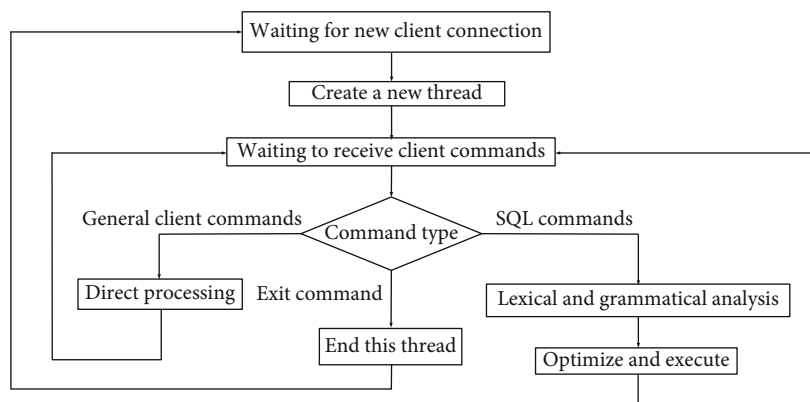 Waiting for new client connection
Create a new thread
Waiting to receive client commands
General client commands
SQL commands
Command type
Direct processing
Exit command
Lexical and grammatical analysis
End this thread
Optimize and execute